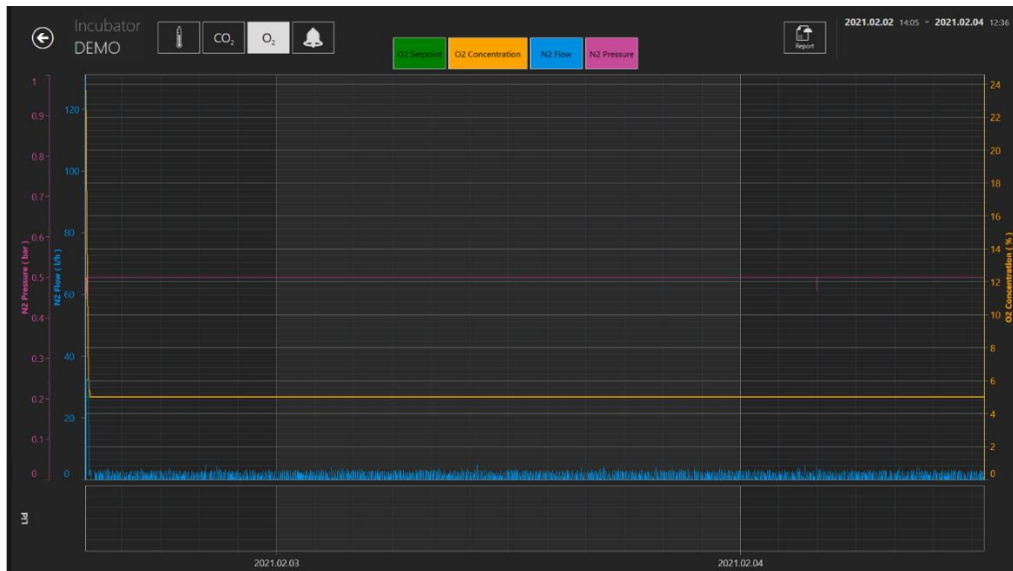 Incubator
DEMO
CO₂
O₂
O2 Setpoint
O2 Concentration
N2 Flow
N2 Pressure
Report
2021.02.02 14:05 - 2021.02.04 12:36
1
0.9
0.8
0.7
0.6
0.5
0.4
0.3
0.2
0.1
0
N2 Pressure ( bar )
120
100
80
60
40
20
0
N2 Flow ( l/h )
24
22
20
18
16
14
12
10
8
6
4
2
0
O2 Concentration ( % )
Lid
2021.02.03
2021.02.04